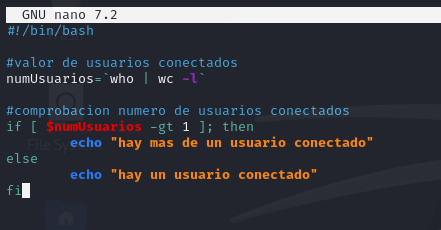 GNU nano 7.2
#!/bin/bash
#valor de usuarios conectados
numUsuarios=`who | wc -l`
#comprobacion numero de usuarios conectados
if [ $numUsuarios -gt 1 ]; then
echo "hay mas de un usuario conectado"
else
echo "hay un usuario conectado"
fi